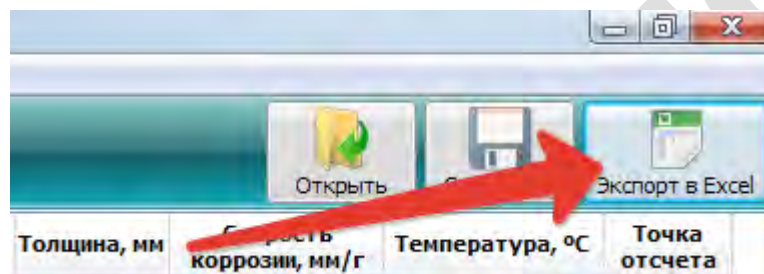 Открыть
Экспорт в Excel
Толщина, мм
коррозии, мм/г
Температура, ºС
Точка
отсчета